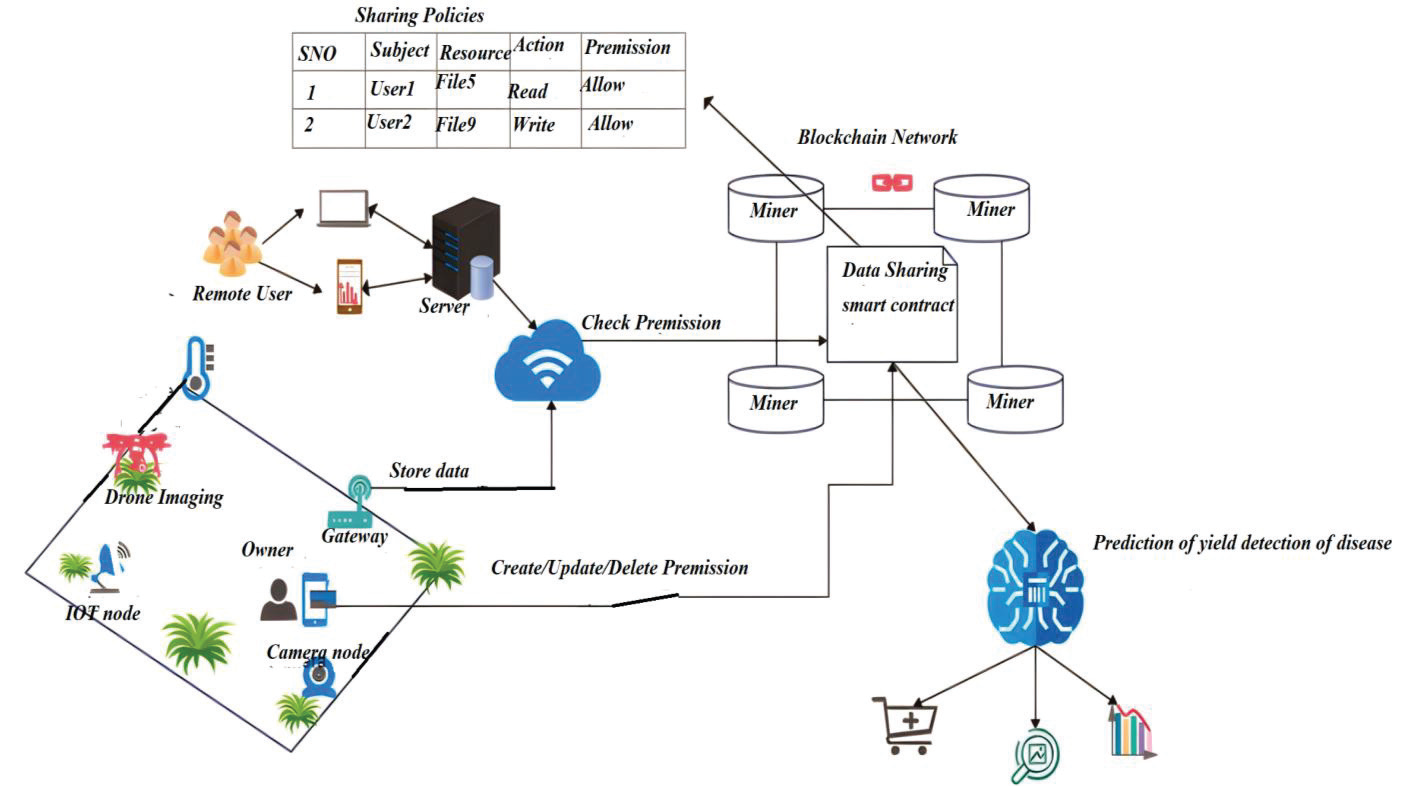 Sharing Policies
SNO Subject Resource Action Premission
1 User1 File5 Read Allow
2 User2 File9 Write Allow
Blockchain Network
Miner Miner
Data Sharing
smart contract
Remote User
Server
Check Premission
Miner Miner
Store data
Drone Imaging
Gateway
Owner
Create/Update/Delete Premission
Prediction of yield detection of disease
IOT node
Camera node